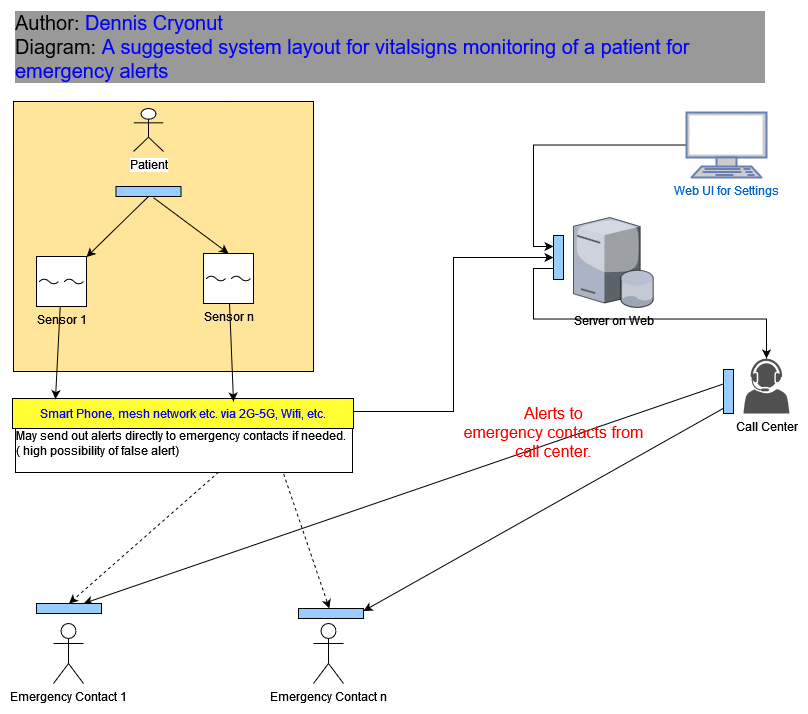 Author: Dennis Cryonut
Diagram: A suggested system layout for vitalsigns monitoring of a patient for
emergency alerts
Patient
Web UI for Settings
Sensor 1
Sensor n
Server on Web
Smart Phone, mesh network etc. via 2G-5G, Wifi, etc.
May send out alerts directly to emergency contacts if needed.
( high possibility of false alert)
Alerts to
emergency contacts from
call center.
Call Center
Emergency Contact 1
Emergency Contact n